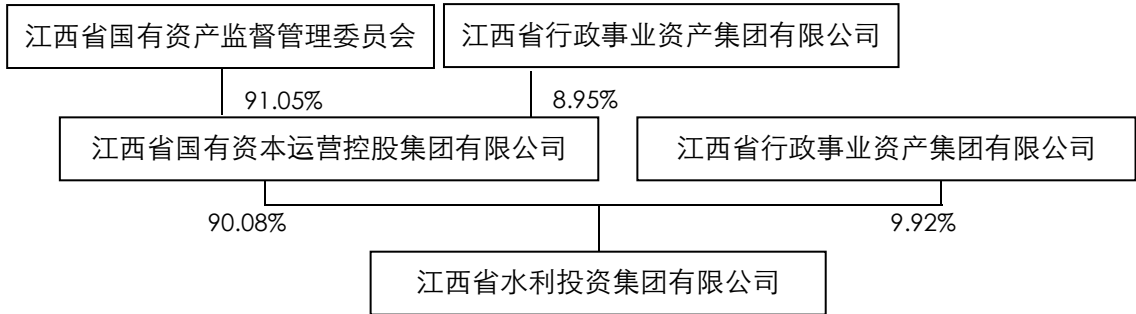 江西省国有资产监督管理委员会
江西省行政事业资产集团有限公司
91.05%
8.95%
江西省国有资本运营控股集团有限公司
江西省行政事业资产集团有限公司
90.08%
9.92%
江西省水利投资集团有限公司